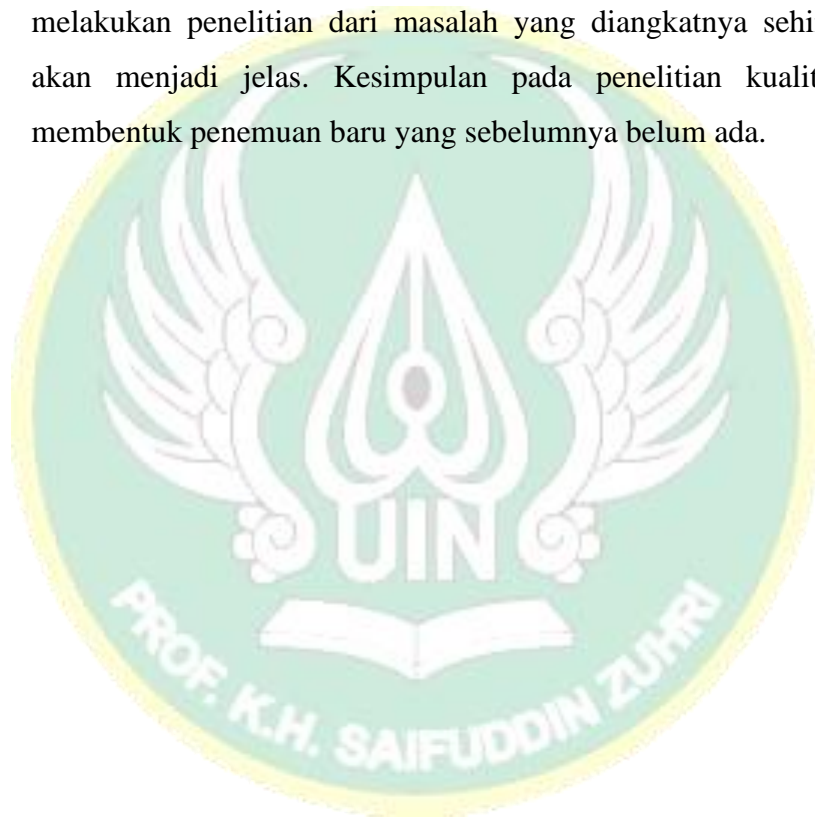 melakukan penelitian dari masalah yang diangkatnya sehi
akan menjadi jelas. Kesimpulan pada penelitian kualit
membentuk penemuan baru yang sebelumnya belum ada.
UIN
PROF. K.H. SAIFUDDIN ZUHRI